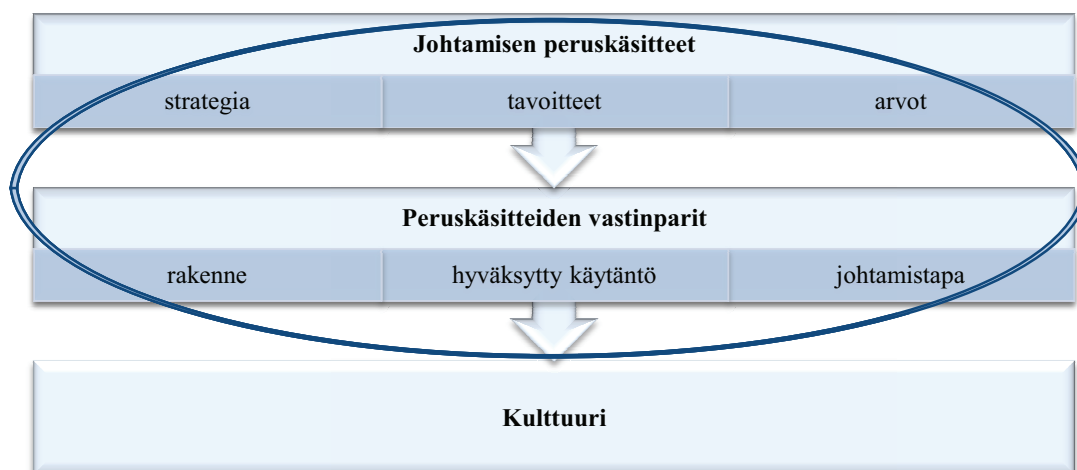 Johtamisen peruskäsitteet
strategia tavoitteet arvot
Peruskäsitteiden vastinparit
rakenne hyväksytty käytäntö johtamistapa
Kulttuuri